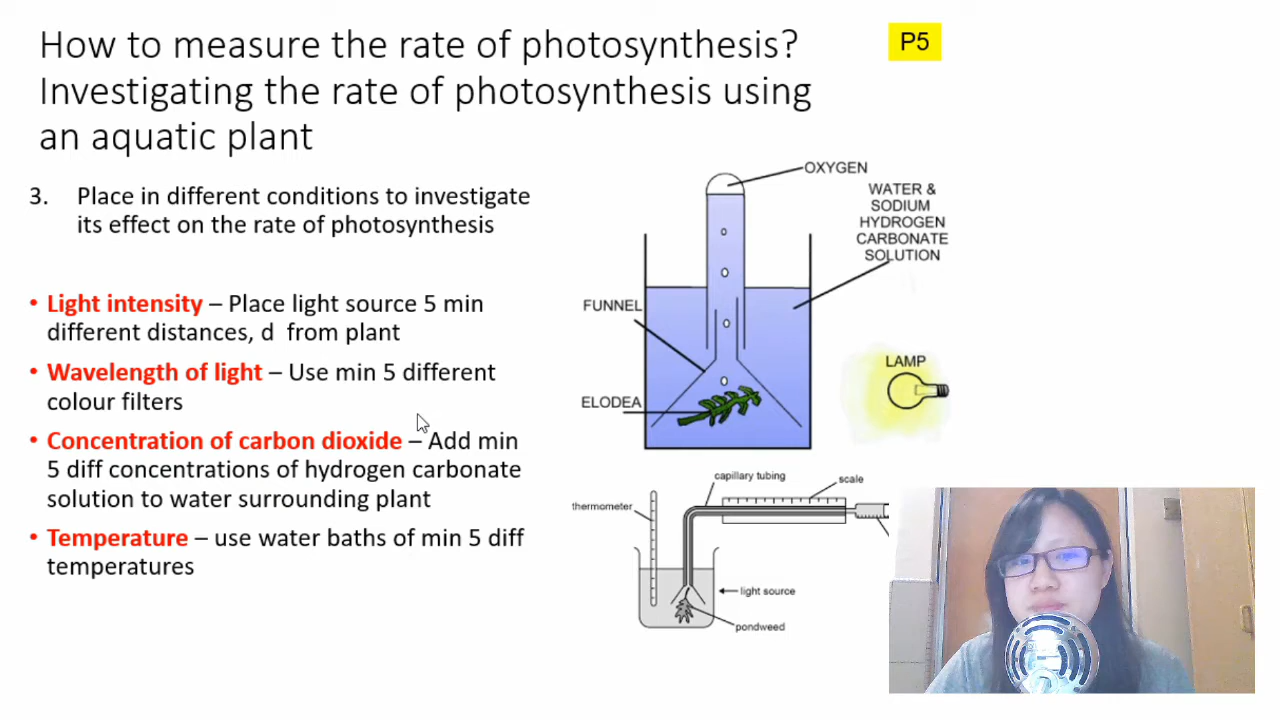 How to measure the rate of photosynthesis?
Investigating the rate of photosynthesis using
an aquatic plant
P5
3. Place in different conditions to investigate
its effect on the rate of photosynthesis
• Light intensity – Place light source 5 min
different distances, d from plant
• Wavelength of light – Use min 5 different
colour filters
• Concentration of carbon dioxide – Add min
5 diff concentrations of hydrogen carbonate
solution to water surrounding plant
• Temperature – use water baths of min 5 diff
temperatures
OXYGEN
WATER &
SODIUM
HYDROGEN
CARBONATE
SOLUTION
FUNNEL
LAMP
ELODEA
capillary tubing
scale
thermometer
light source
pondweed